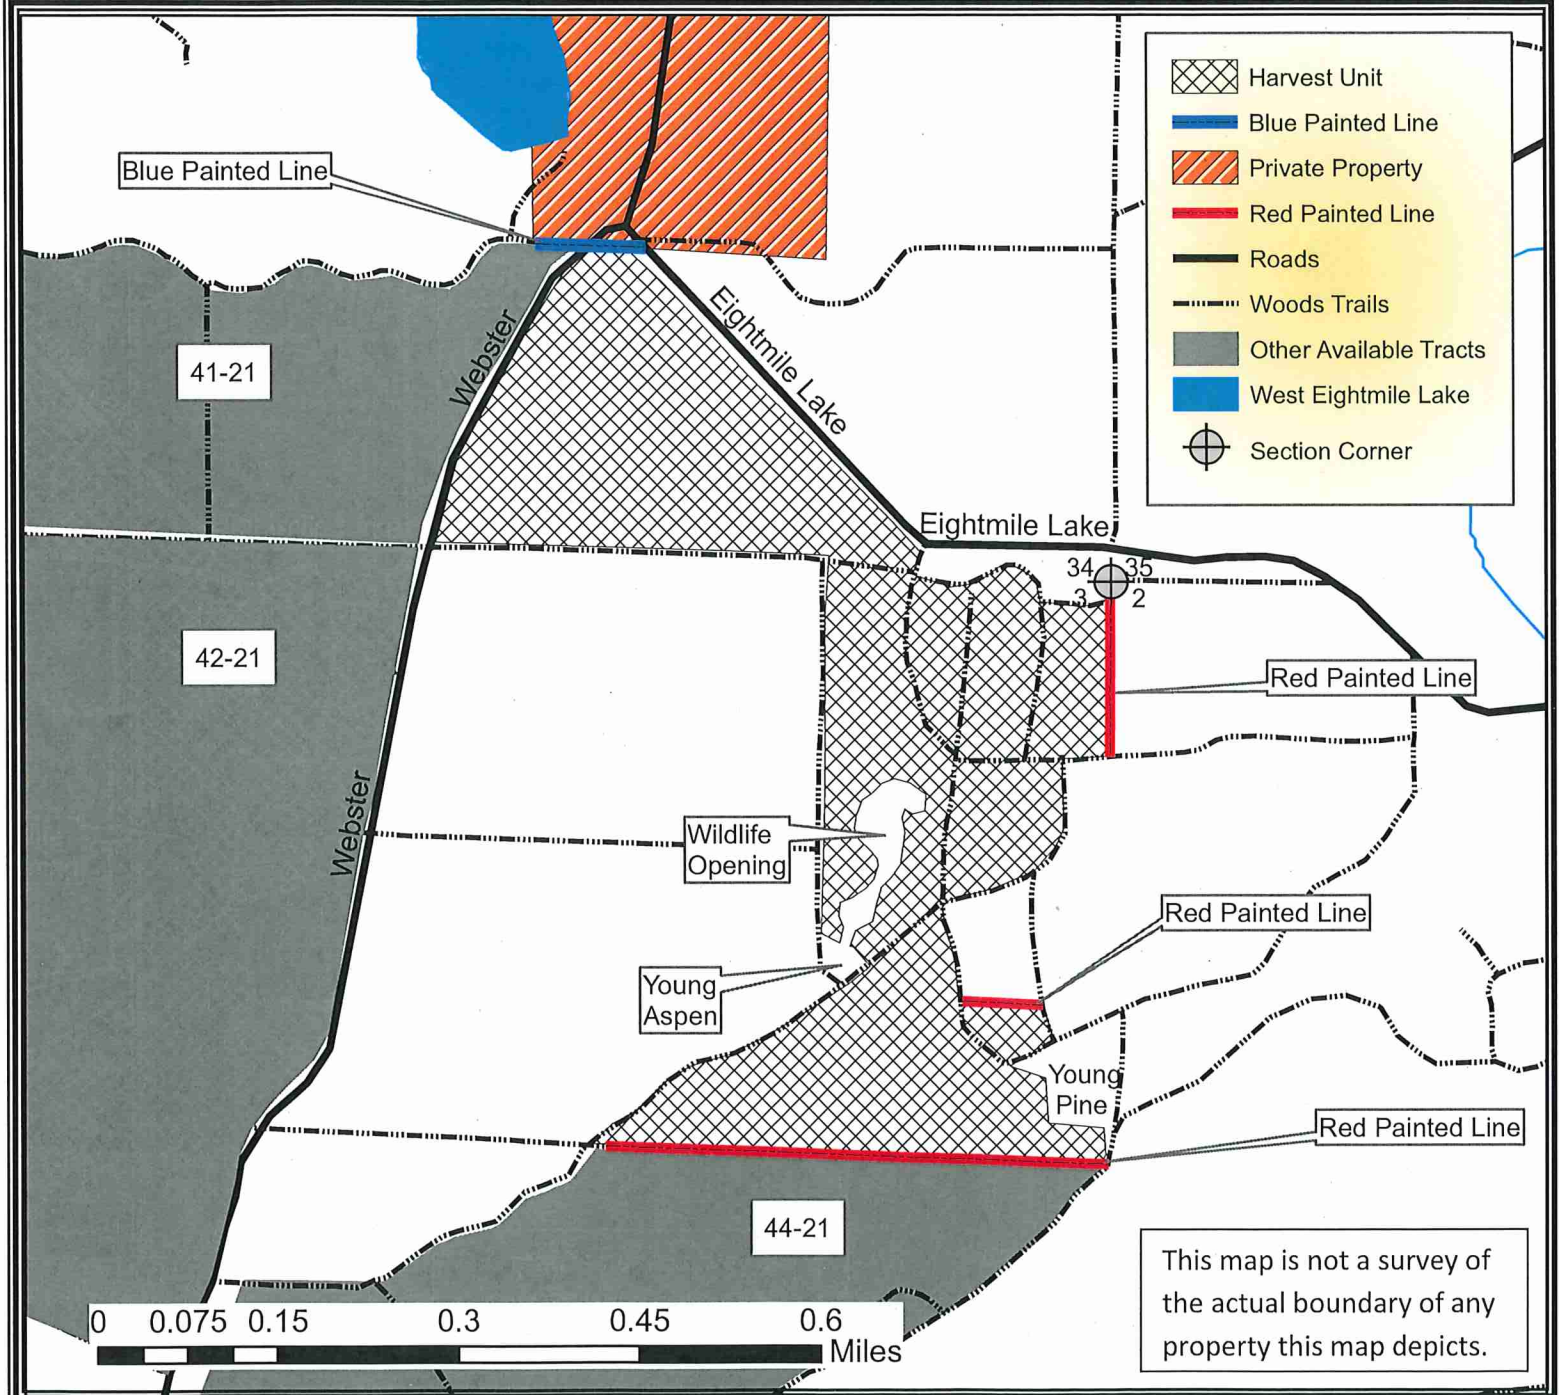 Harvest Unit
Blue Painted Line
Private Property
Red Painted Line
Roads
Woods Trails
Other Available Tracts
West Eightmile Lake
Section Corner
Blue Painted Line
Eightmile Lake
Webster
41-21
Eightmile Lake
34 35
3 2
42-21
Red Painted Line
Webster
Wildlife
Opening
Red Painted Line
Young
Aspen
Young
Pine
Red Painted Line
44-21
This map is not a survey of
the actual boundary of any
property this map depicts.
0 0.075 0.15 0.3 0.45 0.6
Miles